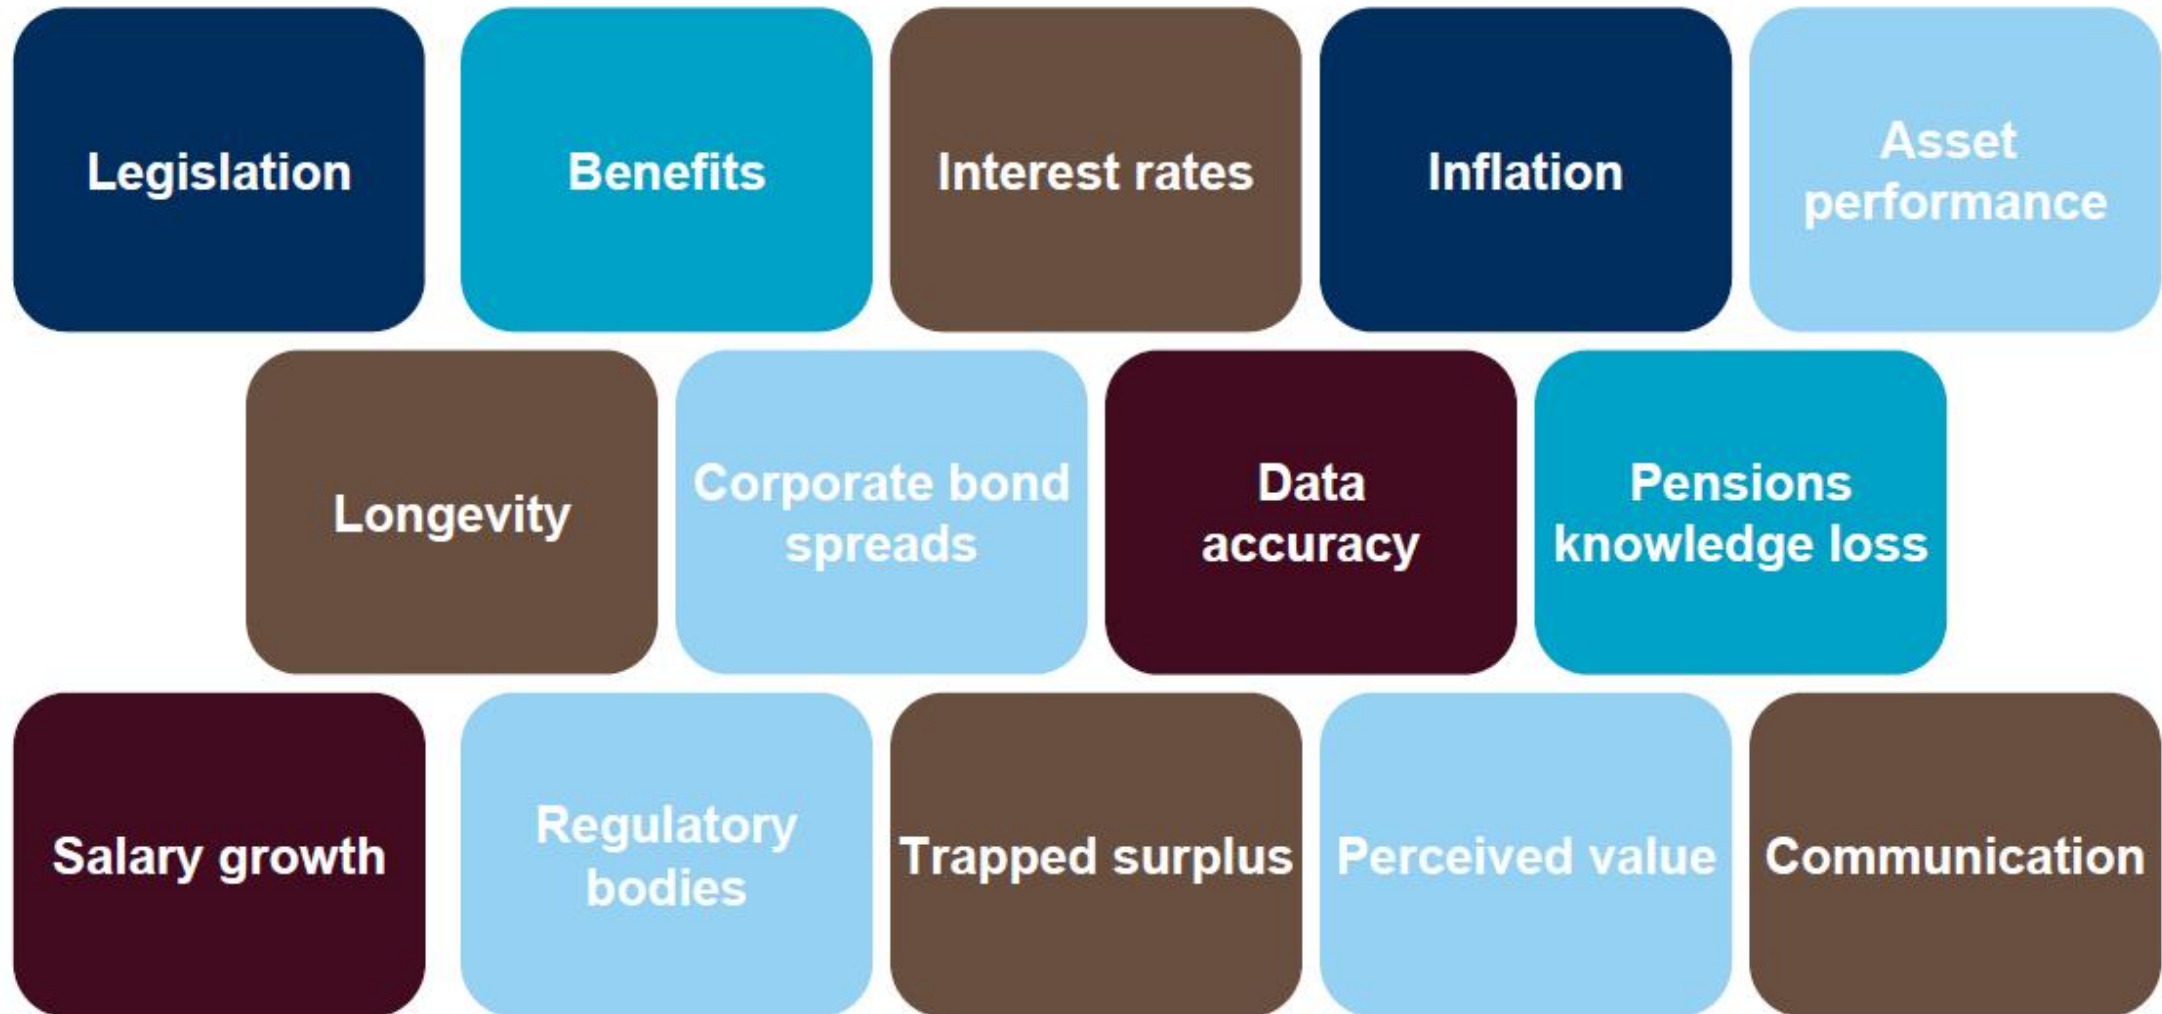 Legislation
Benefits
Interest rates
Inflation
Asset
performance
Longevity
Corporate bond
spreads
Data
accuracy
Pensions
knowledge loss
Salary growth
Regulatory
bodies
Trapped surplus
Perceived value
Communication